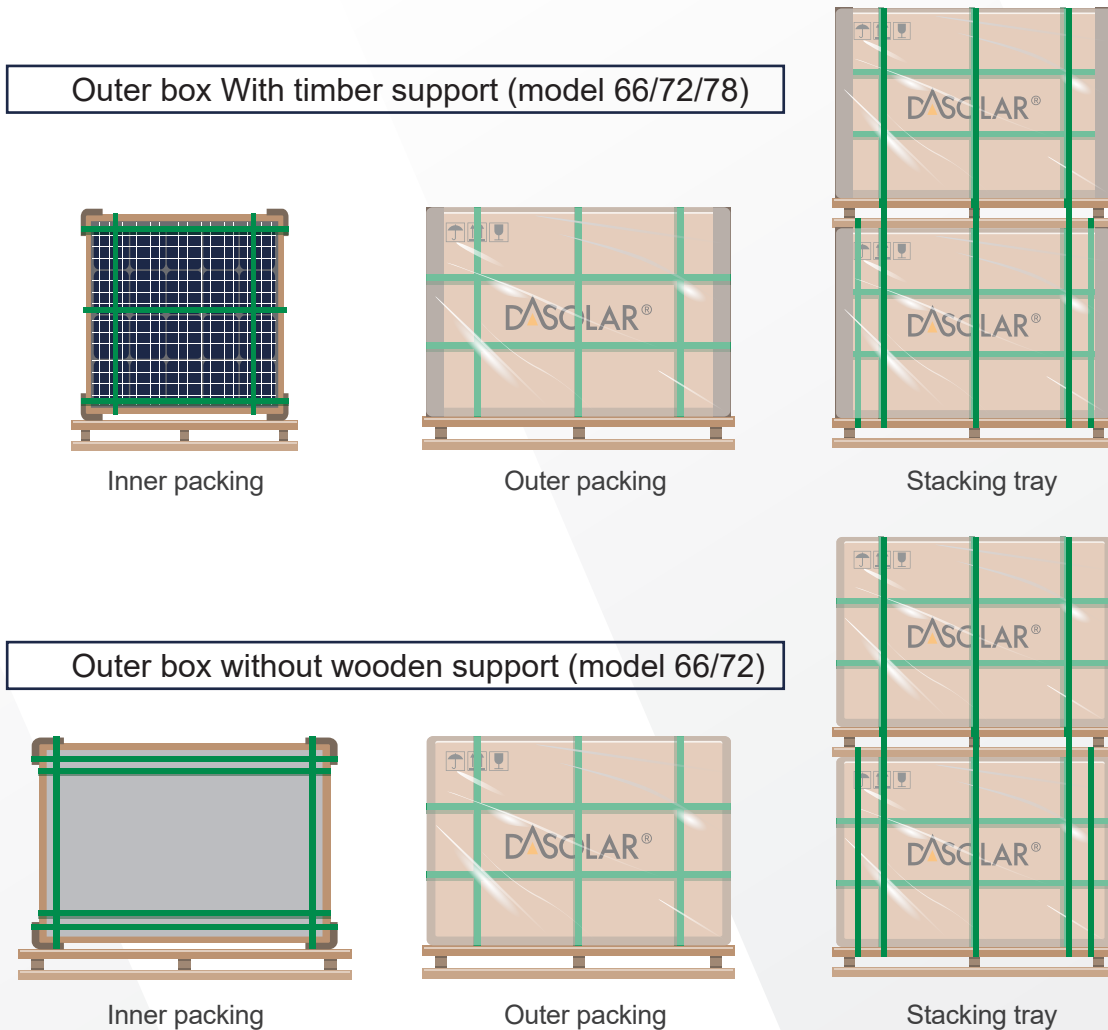 Outer box With timber support (model 66/72/78)
DASOLAR®
DASOLAR®
DASOLAR®
Inner packing
Outer packing
Stacking tray
Outer box without wooden support (model 66/72)
DASOLAR®
DASOLAR®
DASOLAR®
Inner packing
Outer packing
Stacking tray